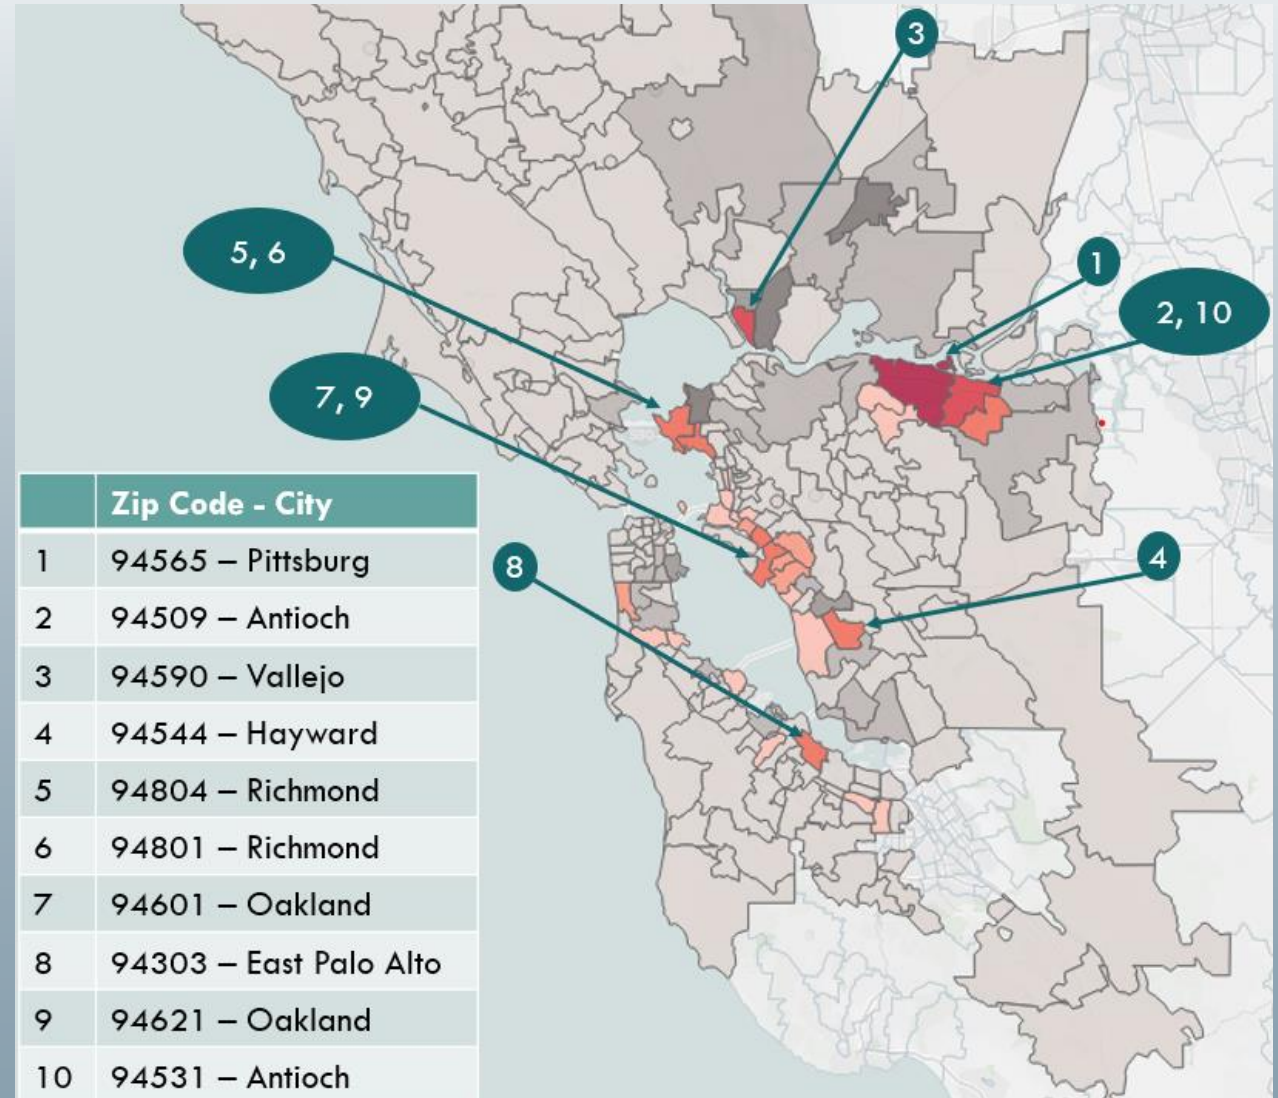 3
5, 6
1
2, 10
7, 9
8
4
Zip Code - City
1 94565 – Pittsburg
2 94509 – Antioch
3 94590 – Vallejo
4 94544 – Hayward
5 94804 – Richmond
6 94801 – Richmond
7 94601 – Oakland
8 94303 – East Palo Alto
9 94621 – Oakland
10 94531 – Antioch